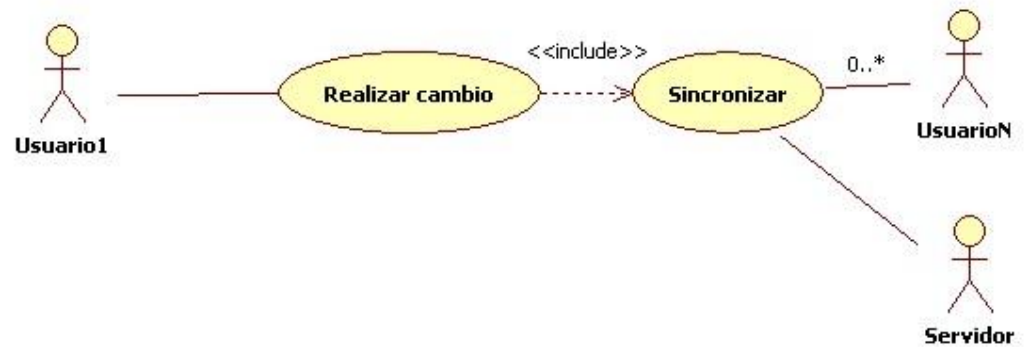 <<include>>
0..*
Realizar cambio
Sincronizar
Usuario1
UsuarioN
Servidor